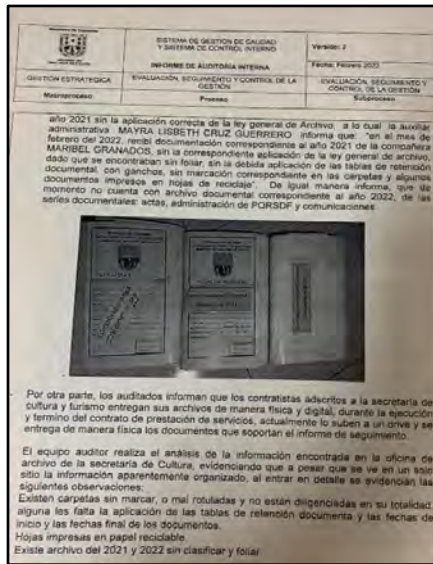 SISTEMA DE GESTIÓN DE CALIDAD
Y SISTEMA DE CONTROL INTERNO
Versión: 2
INFORME DE AUDITORIA INTERNA
Fecha: Febrero 2022
GESTIÓN ESTRATEGICA
EVALUACIÓN, SEGUIMIENTO Y CONTROL DE LA
GESTIÓN
EVALUACIÓN, SEGUIMIENTO Y
CONTROL DE LA GESTIÓN
Macroproceso
Proceso
Subproceso
año 2021 sin la aplicación correcta de la ley general de Archivo, a lo cual la auxiliar
administrativa MAYRA LISBETH CRUZ GUERRERO informa que: "en el mes de
febrero del 2022, recibí documentación correspondiente al año 2021 de la compañera
MARIBEL GRANADOS, sin la correspondiente aplicación de la ley general de archivo,
dado que se encontraban sin foliar, sin la debida aplicación de las tablas de retención
documental, con ganchos, sin marcación correspondiente en las carpetas y algunos
documentos impresos en hojas de reciclaje". De igual manera informa, que de
momento no cuenta con archivo documental correspondiente al año 2022, de las
series documentales: actas, administración de PQRSDF y comunicaciones
Por otra parte, los auditados informan que los contratistas adscritos a la secretaría de
cultura y turismo entregan sus archivos de manera física y digital, durante la ejecución
y termino del contrato de prestación de servicios, actualmente lo suben a un drive y se
entrega de manera física los documentos que soportan el informe de seguimiento.
El equipo auditor realiza el análisis de la información encontrada en la oficina de
archivo de la secretaria de Cultura, evidenciando que a pesar que se ve en un solo
sitio la información aparentemente organizado, al entrar en detalle se evidencian las
siguientes observaciones:
Existen carpetas sin marcar, o mal rotuladas y no están diligenciadas en su totalidad,
alguna les falta la aplicación de las tablas de retención documenta y las fechas de
inicio y las fechas final de los documentos.
Hojas impresas en papel reciclable.
Existe archivo del 2021 y 2022 sin clasificar y foliar